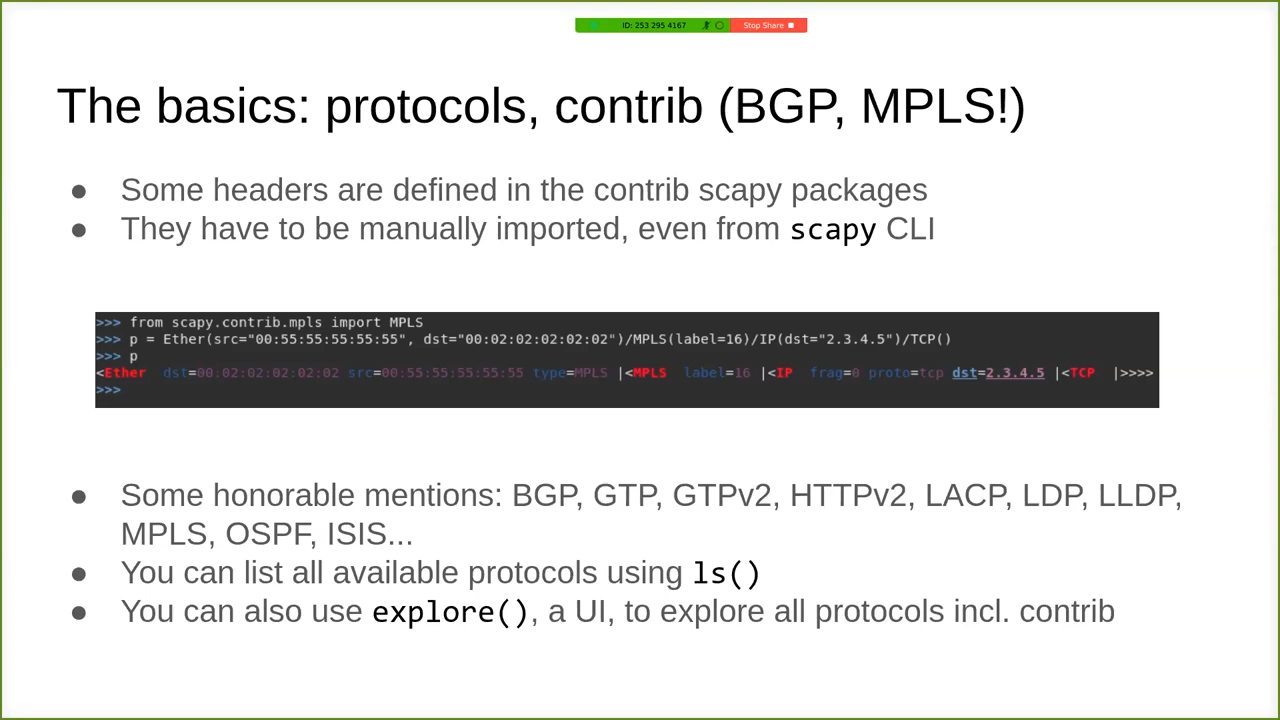 ID: 253 295 4167 Stop Share
The basics: protocols, contrib (BGP, MPLS!)
● Some headers are defined in the contrib scapy packages
● They have to be manually imported, even from scapy CLI
>>> from scapy.contrib.mpls import MPLS
>>> p = Ether(src="00:55:55:55:55:55", dst="00:02:02:02:02:02")/MPLS(label=16)/IP(dst="2.3.4.5")/TCP()
>>> p
<Ether  dst=00:02:02:02:02:02 src=00:55:55:55:55:55 type=MPLS |<MPLS  label=16 |<IP  frag=0 proto=tcp dst=2.3.4.5 |<TCP  |>>>>
>>>
● Some honorable mentions: BGP, GTP, GTPv2, HTTPv2, LACP, LDP, LLDP,
MPLS, OSPF, ISIS...
● You can list all available protocols using ls()
● You can also use explore(), a UI, to explore all protocols incl. contrib